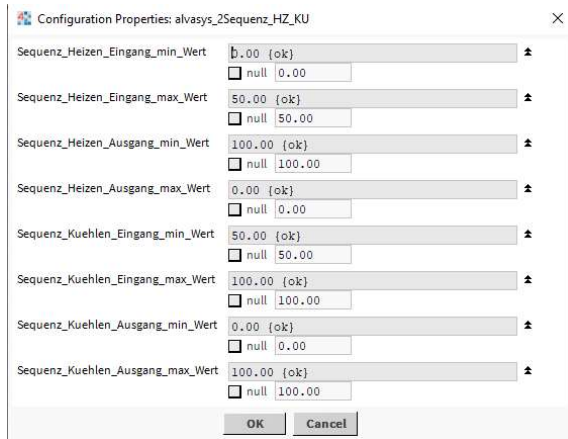 Configuration Properties: alvasys_2Sequenz_HZ_KU
Sequenz_Heizen_Eingang_min_Wert 0.00 {ok}
null 0.00
Sequenz_Heizen_Eingang_max_Wert 50.00 {ok}
null 50.00
Sequenz_Heizen_Ausgang_min_Wert 100.00 {ok}
null 100.00
Sequenz_Heizen_Ausgang_max_Wert 0.00 {ok}
null 0.00
Sequenz_Kuehlen_Eingang_min_Wert 50.00 {ok}
null 50.00
Sequenz_Kuehlen_Eingang_max_Wert 100.00 {ok}
null 100.00
Sequenz_Kuehlen_Ausgang_min_Wert 0.00 {ok}
null 0.00
Sequenz_Kuehlen_Ausgang_max_Wert 100.00 {ok}
null 100.00
OK Cancel